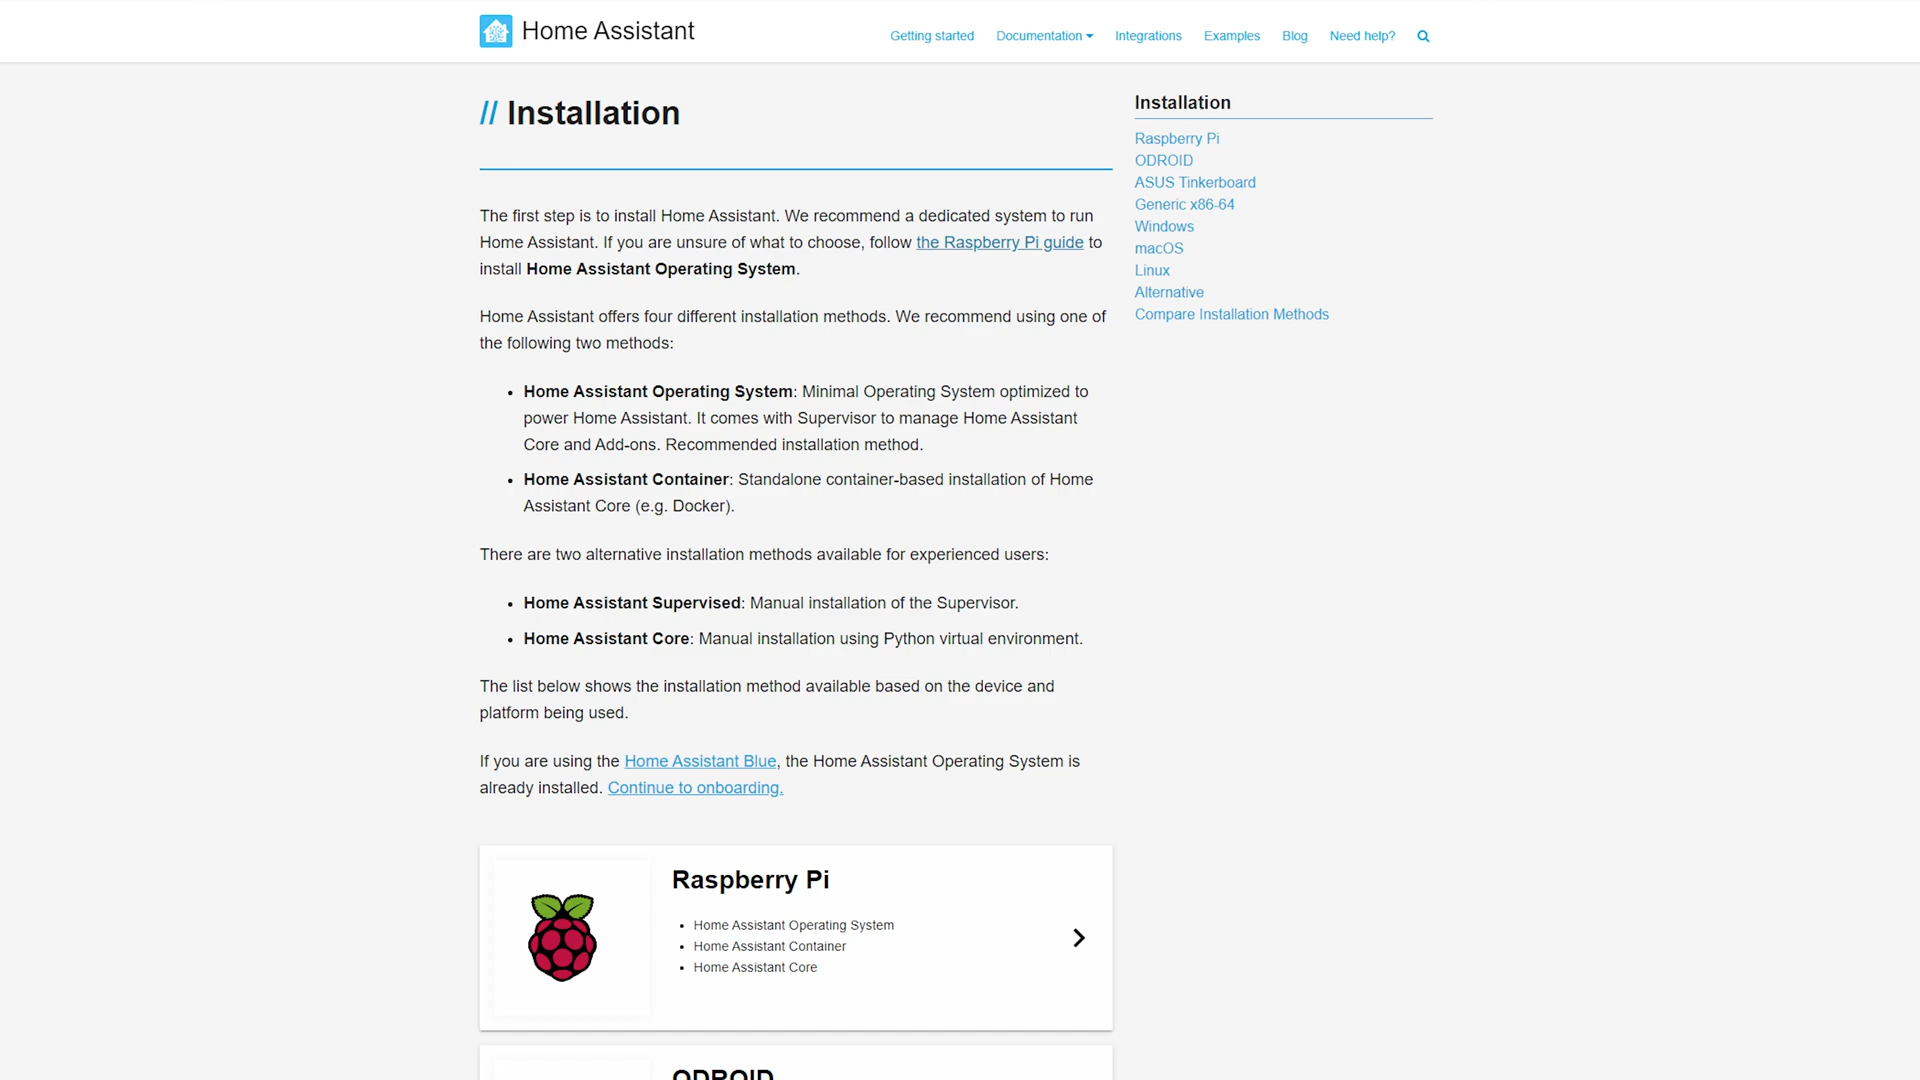 Home Assistant
Getting started Documentation Integrations Examples Blog Need help?
// Installation
The first step is to install Home Assistant. We recommend a dedicated system to run
Home Assistant. If you are unsure of what to choose, follow the Raspberry Pi guide to
install Home Assistant Operating System.
Home Assistant offers four different installation methods. We recommend using one of
the following two methods:
• Home Assistant Operating System: Minimal Operating System optimized to
power Home Assistant. It comes with Supervisor to manage Home Assistant
Core and Add-ons. Recommended installation method.
• Home Assistant Container: Standalone container-based installation of Home
Assistant Core (e.g. Docker).
There are two alternative installation methods available for experienced users:
• Home Assistant Supervised: Manual installation of the Supervisor.
• Home Assistant Core: Manual installation using Python virtual environment.
The list below shows the installation method available based on the device and
platform being used.
If you are using the Home Assistant Blue, the Home Assistant Operating System is
already installed. Continue to onboarding.
Raspberry Pi
• Home Assistant Operating System
• Home Assistant Container
• Home Assistant Core
ODROID
Installation
Raspberry Pi
ODROID
ASUS Tinkerboard
Generic x86-64
Windows
macOS
Linux
Alternative
Compare Installation Methods